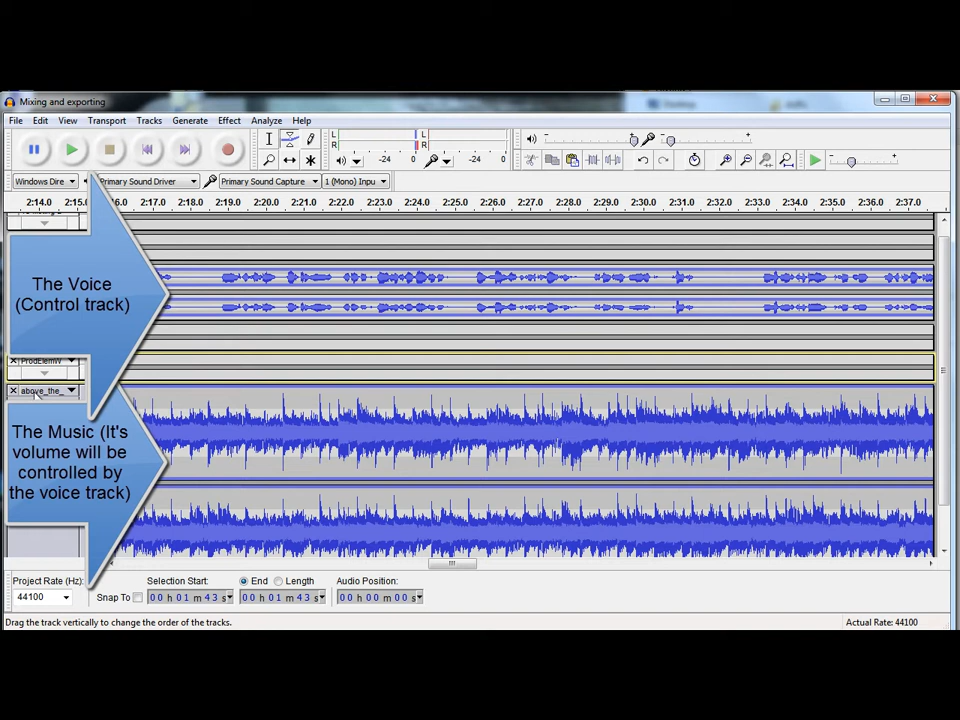 Mixing and exporting
File Edit View Transport Tracks Generate Effect Analyze Help
L
R
-24 0
L
R
-24 0
- +
- +
- +
Windows Dire
Primary Sound Driver
Primary Sound Capture
1 (Mono) Inpu
2:14.0 2:15.0 2:17.0 2:18.0 2:19.0 2:20.0 2:21.0 2:22.0 2:23.0 2:24.0 2:25.0 2:26.0 2:27.0 2:28.0 2:29.0 2:30.0 2:31.0 2:32.0 2:33.0 2:34.0 2:35.0 2:36.0 2:37.0
The Voice
(Control track)
ProdElemW
above_the_
The Music (It's
volume will be
controlled by
the voice track)
Project Rate (Hz):
44100
Snap To
Selection Start:
00 h 01 m 43 s
End Length
00 h 01 m 43 s
Audio Position:
00 h 00 m 00 s
Drag the track vertically to change the order of the tracks.
Actual Rate: 44100